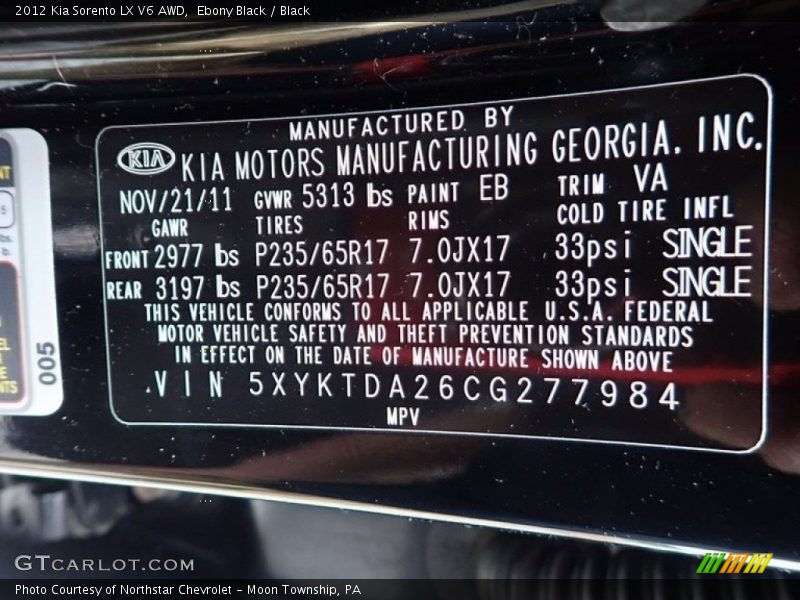 2012 Kia Sorento LX V6 AWD,  Ebony Black / Black
MANUFACTURED BY
KIA KIA MOTORS MANUFACTURING GEORGIA. INC.
NOV/21/11 GVWR 5313 lbs PAINT EB TRIM VA
GAWR TIRES RIMS COLD TIRE INFL
FRONT 2977 lbs P235/65R17 7.0JX17 33psi SINGLE
REAR 3197 lbs P235/65R17 7.0JX17 33psi SINGLE
THIS VEHICLE CONFORMS TO ALL APPLICABLE U.S.A. FEDERAL
MOTOR VEHICLE SAFETY AND THEFT PREVENTION STANDARDS
IN EFFECT ON THE DATE OF MANUFACTURE SHOWN ABOVE
VIN 5XYKTDA26CG277984
MPV
005
GTCARLOT.COM
Photo Courtesy of Northstar Chevrolet - Moon Township, PA